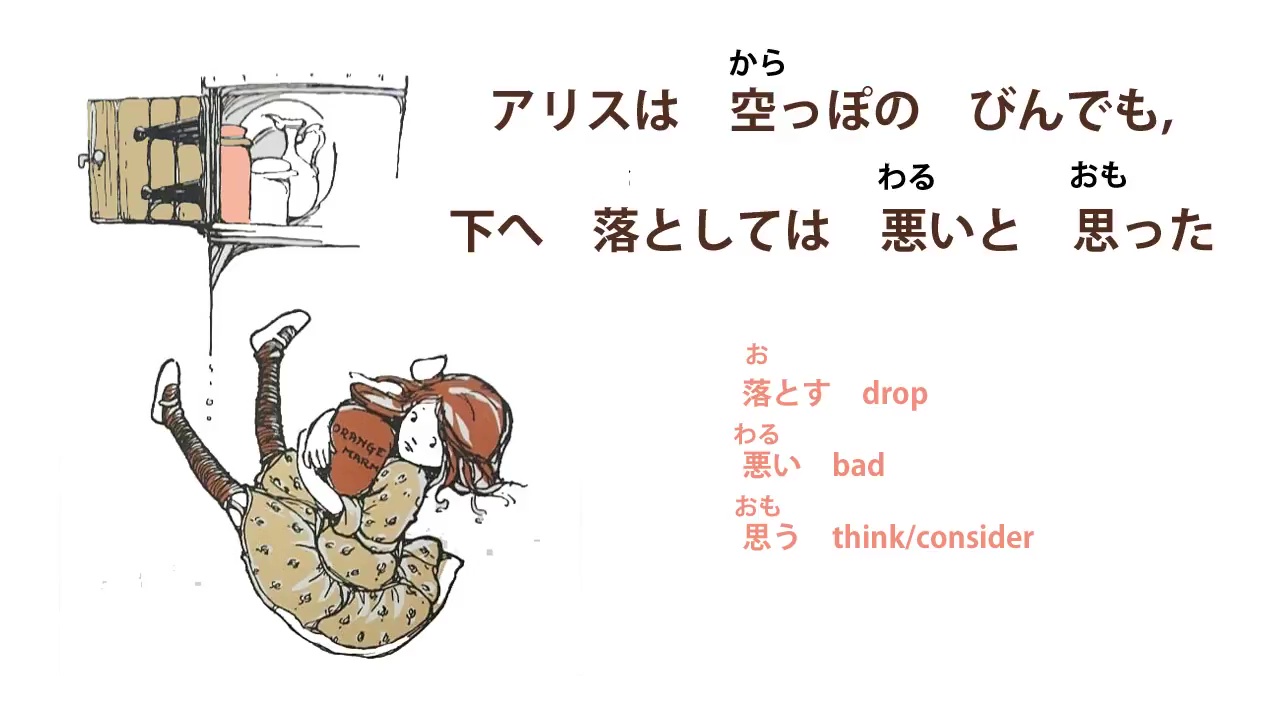 から
アリスは 空っぽの びんでも,
わる おも
下へ 落としては 悪いと 思った
お
落とす drop
わる
悪い bad
おも
思う think/consider
ORANGE
MARM